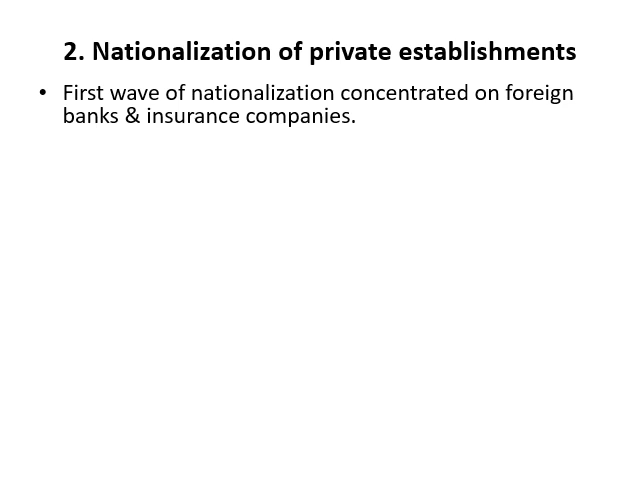 2. Nationalization of private establishments
• First wave of nationalization concentrated on foreign
banks & insurance companies.